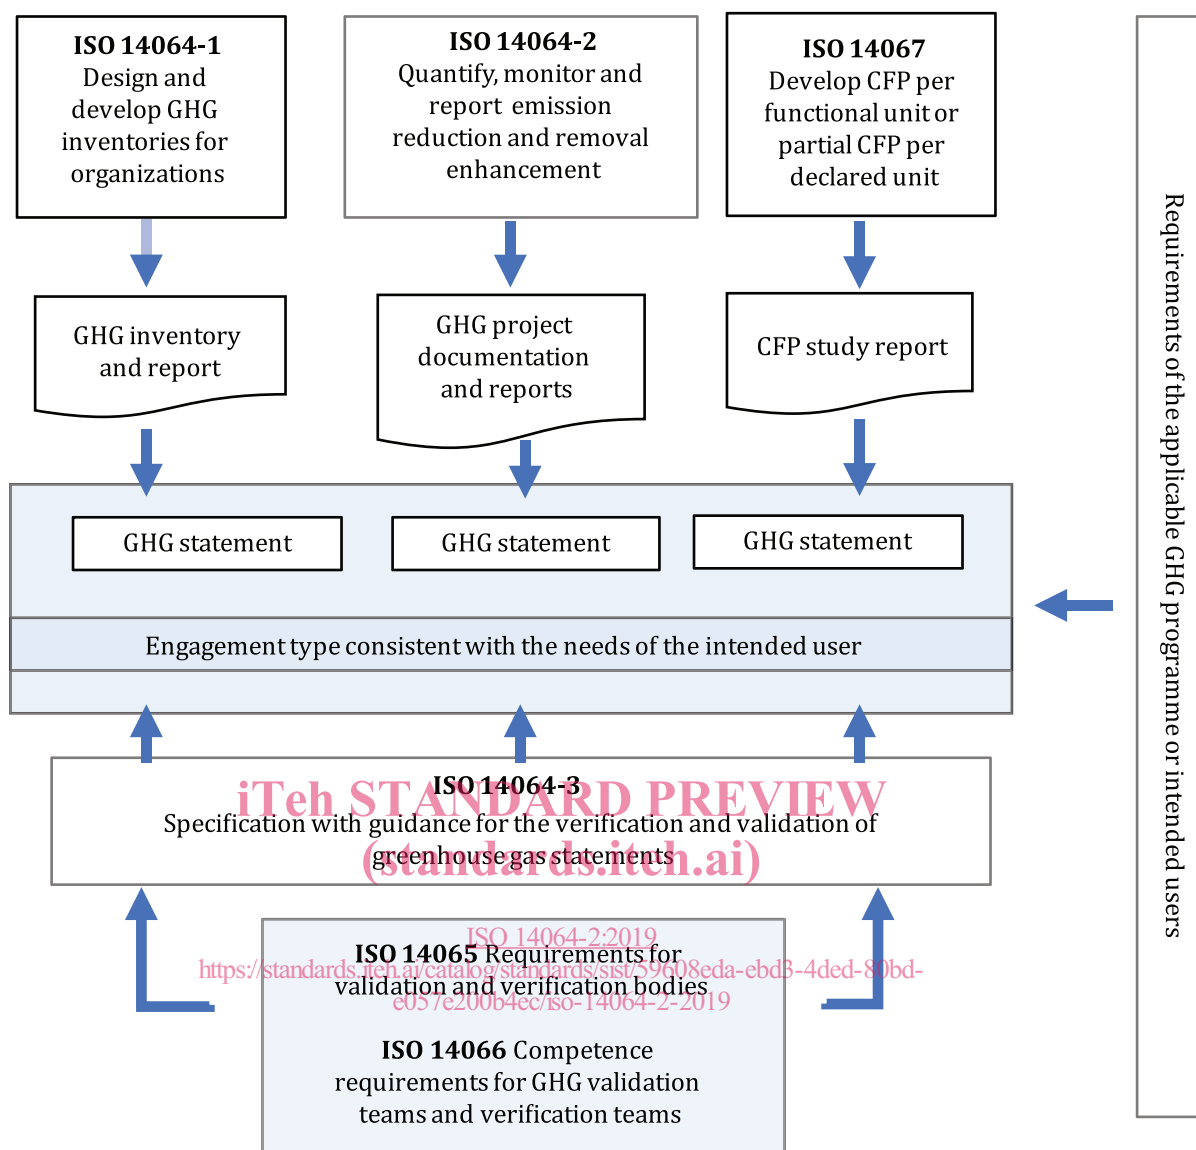 ISO 14064-1
Design and
develop GHG
inventories for
organizations
ISO 14064-2
Quantify, monitor and
report emission
reduction and removal
enhancement
ISO 14067
Develop CFP per
functional unit or
partial CFP per
declared unit
GHG inventory
and report
GHG project
documentation
and reports
CFP study report
GHG statement
GHG statement
GHG statement
Engagement type consistent with the needs of the intended user
Requirements of the applicable GHG programme or intended users
ISO 14064-3
iTeh STANDARD PREVIEW
Specification with guidance for the verification and validation of
greenhouse gas statements
(standards.iteh.ai)
ISO 14064-2:2019
ISO 14065 Requirements for
https://standards.iteh.ai/catalog/standards/sist/59608eda-ebd3-4ded-80bd-
validation and verification bodies
e057e200b4ec/iso-14064-2-2019
ISO 14066 Competence
requirements for GHG validation
teams and verification teams